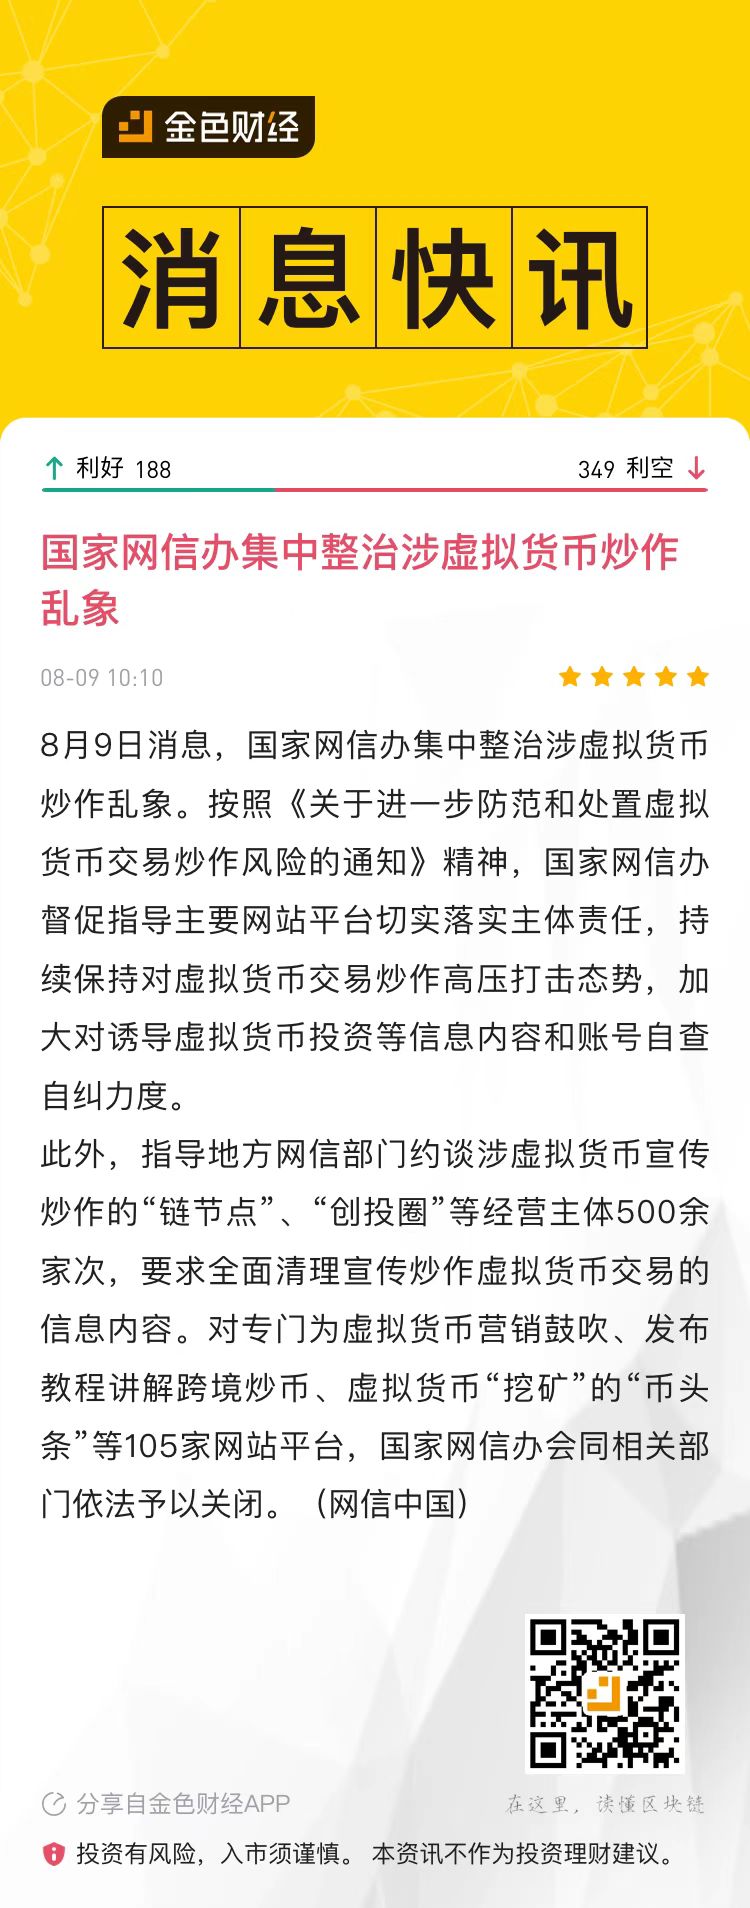 金色财经
消息快讯
利好 188
349 利空
国家网信办集中整治涉虚拟货币炒作
乱象
08-09 10:10
8月9日消息，国家网信办集中整治涉虚拟货币
炒作乱象。按照《关于进一步防范和处置虚拟
货币交易炒作风险的通知》精神，国家网信办
督促指导主要网站平台切实落实主体责任，持
续保持对虚拟货币交易炒作高压打击态势，加
大对诱导虚拟货币投资等信息内容和账号自查
自纠力度。
此外，指导地方网信部门约谈涉虚拟货币宣传
炒作的“链节点”、“创投圈”等经营主体500余
家次，要求全面清理宣传炒作虚拟货币交易的
信息内容。对专门为虚拟货币营销鼓吹、发布
教程讲解跨境炒币、虚拟货币“挖矿”的“币头
条”等105家网站平台，国家网信办会同相关部
门依法予以关闭。（网信中国）
分享自金色财经APP
在这里，读懂区块链
投资有风险，入市须谨慎。 本资讯不作为投资理财建议。